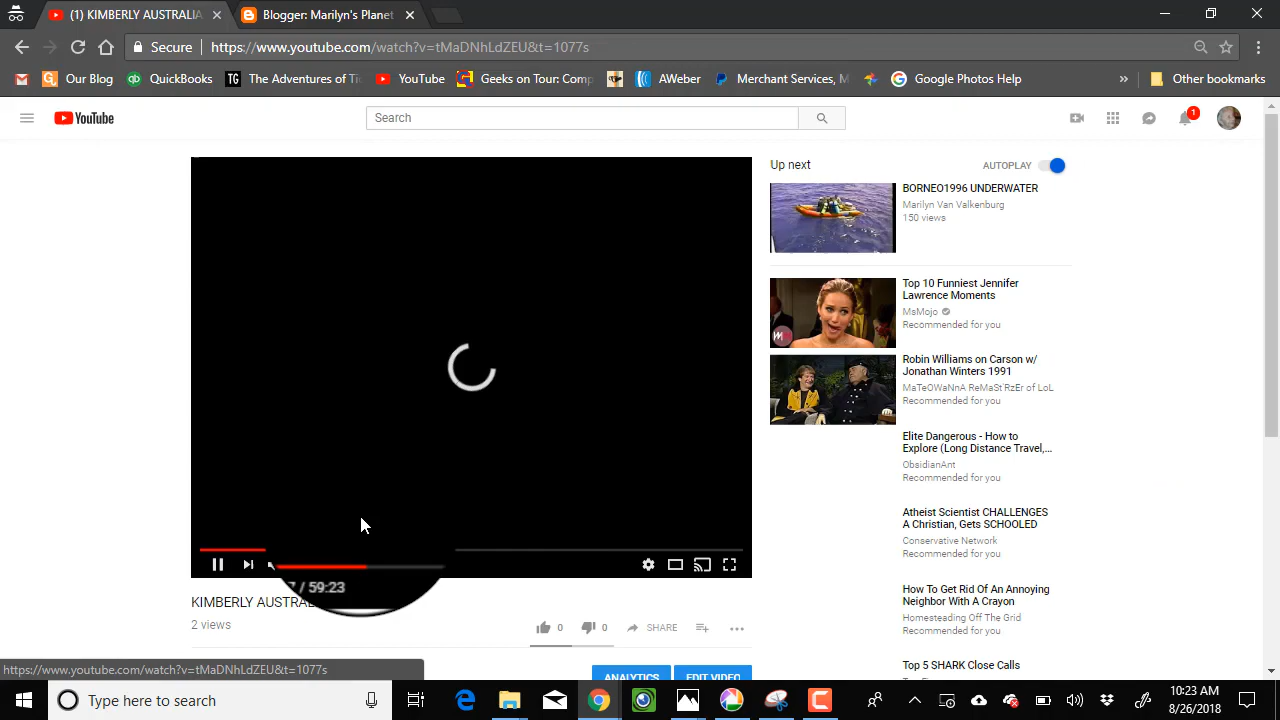 (1) KIMBERLY AUSTRALIA
Blogger: Marilyn's Planet
Secure
https://www.youtube.com/watch?v=tMaDNhLdZEU&t=1077s
Our Blog
QuickBooks
TG
The Adventures of Ti
YouTube
Geeks on Tour: Comp
AWeber
Merchant Services, M
Google Photos Help
Other bookmarks
YouTube
Search
1
Up next
AUTOPLAY
BORNEO1996 UNDERWATER
Marilyn Van Valkenburg
150 views
Top 10 Funniest Jennifer
Lawrence Moments
MsMojo
Recommended for you
Robin Williams on Carson w/
Jonathan Winters 1991
MaTeOWaNnA ReMaSt'RzEr of LoL
Recommended for you
Elite Dangerous - How to
Explore (Long Distance Travel,...
ObsidianAnt
Recommended for you
Atheist Scientist CHALLENGES
A Christian, Gets SCHOOLED
Conservative Network
Recommended for you
How To Get Rid Of An Annoying
Neighbor With A Crayon
Homesteading Off The Grid
Recommended for you
Top 5 SHARK Close Calls
7 / 59:23
KIMBERLY AUSTRA
2 views
0
0
SHARE
ANALYTICS
EDIT VIDEO
https://www.youtube.com/watch?v=tMaDNhLdZEU&t=1077s
Type here to search
10:23 AM
8/26/2018